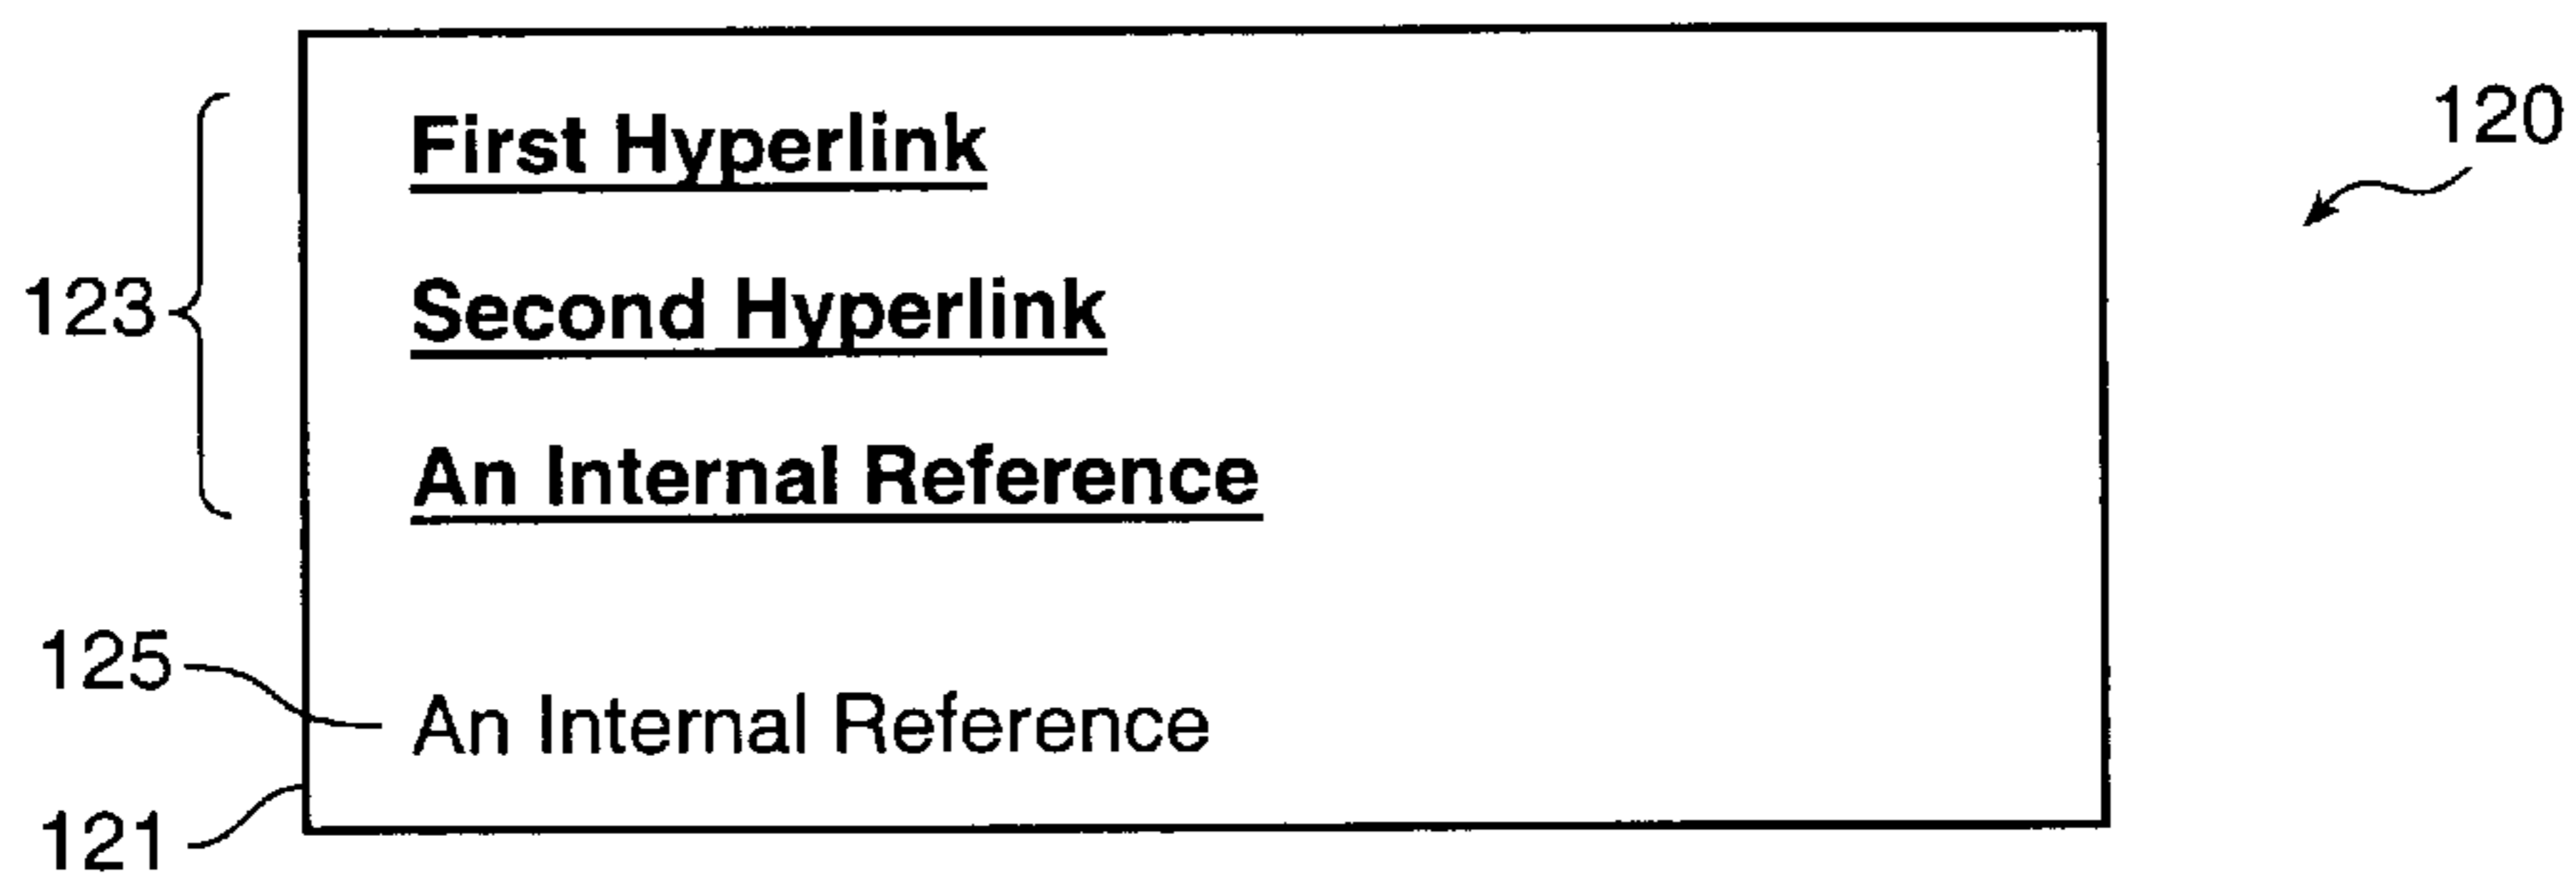 120
First Hyperlink
123
Second Hyperlink
An Internal Reference
125
An Internal Reference
121